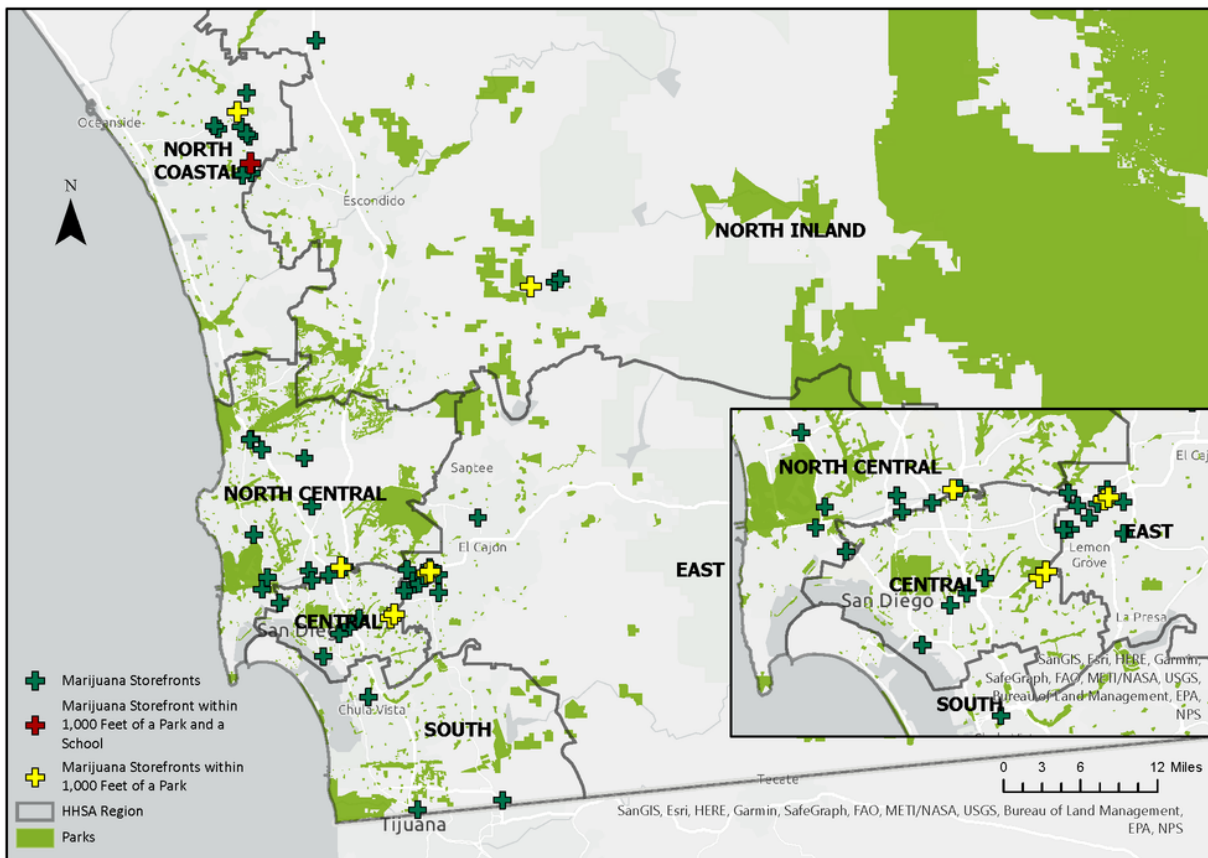 Oceanside
NORTH
COASTAL
N
Escondido
NORTH INLAND
Santee
NORTH CENTRAL
El Cajon
EAST
CENTRAL
San Diego
Chula Vista
SOUTH
Tecate
Tijuana
Marijuana Storefronts
Marijuana Storefront within
1,000 Feet of a Park and a
School
Marijuana Storefronts within
1,000 Feet of a Park
HHSA Region
Parks
NORTH CENTRAL
El Caj
EAST
Lemon
Grove
CENTRAL
San Diego
La Presa
SanGIS, Esri, HERE, Garmin,
SafeGraph, FAO, METI/NASA, USGS,
Bureau of Land Management, EPA,
NPS
SOUTH
0 3 6 12 Miles
SanGIS, Esri, HERE, Garmin, SafeGraph, FAO, METI/NASA, USGS, Bureau of Land Management,
EPA, NPS